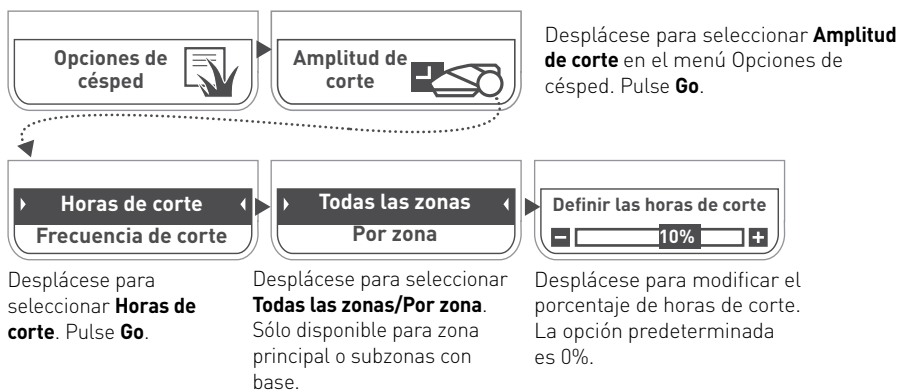 Opciones de
césped
Amplitud de
corte
Desplácese para seleccionar Amplitud
de corte en el menú Opciones de
césped. Pulse Go.
Horas de corte
Frecuencia de corte
Todas las zonas
Por zona
Definir las horas de corte
10%
Desplácese para
seleccionar Horas de
corte. Pulse Go.
Desplácese para seleccionar
Todas las zonas/Por zona.
Sólo disponible para zona
principal o subzonas con
base.
Desplácese para modificar el
porcentaje de horas de corte.
La opción predeterminada
es 0%.